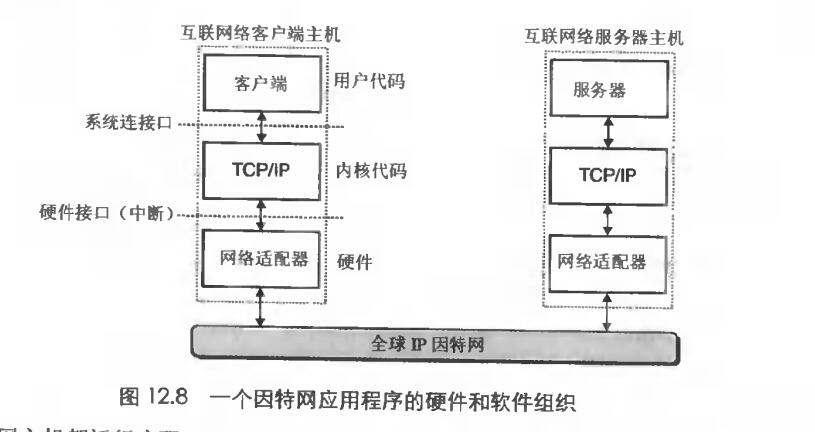 互联网络客户端主机
互联网络服务器主机
客户端
用户代码
服务器
系统连接口
TCP/IP
内核代码
TCP/IP
硬件接口（中断）
网络适配器
硬件
网络适配器
全球 IP 因特网
图 12.8 一个因特网应用程序的硬件和软件组织